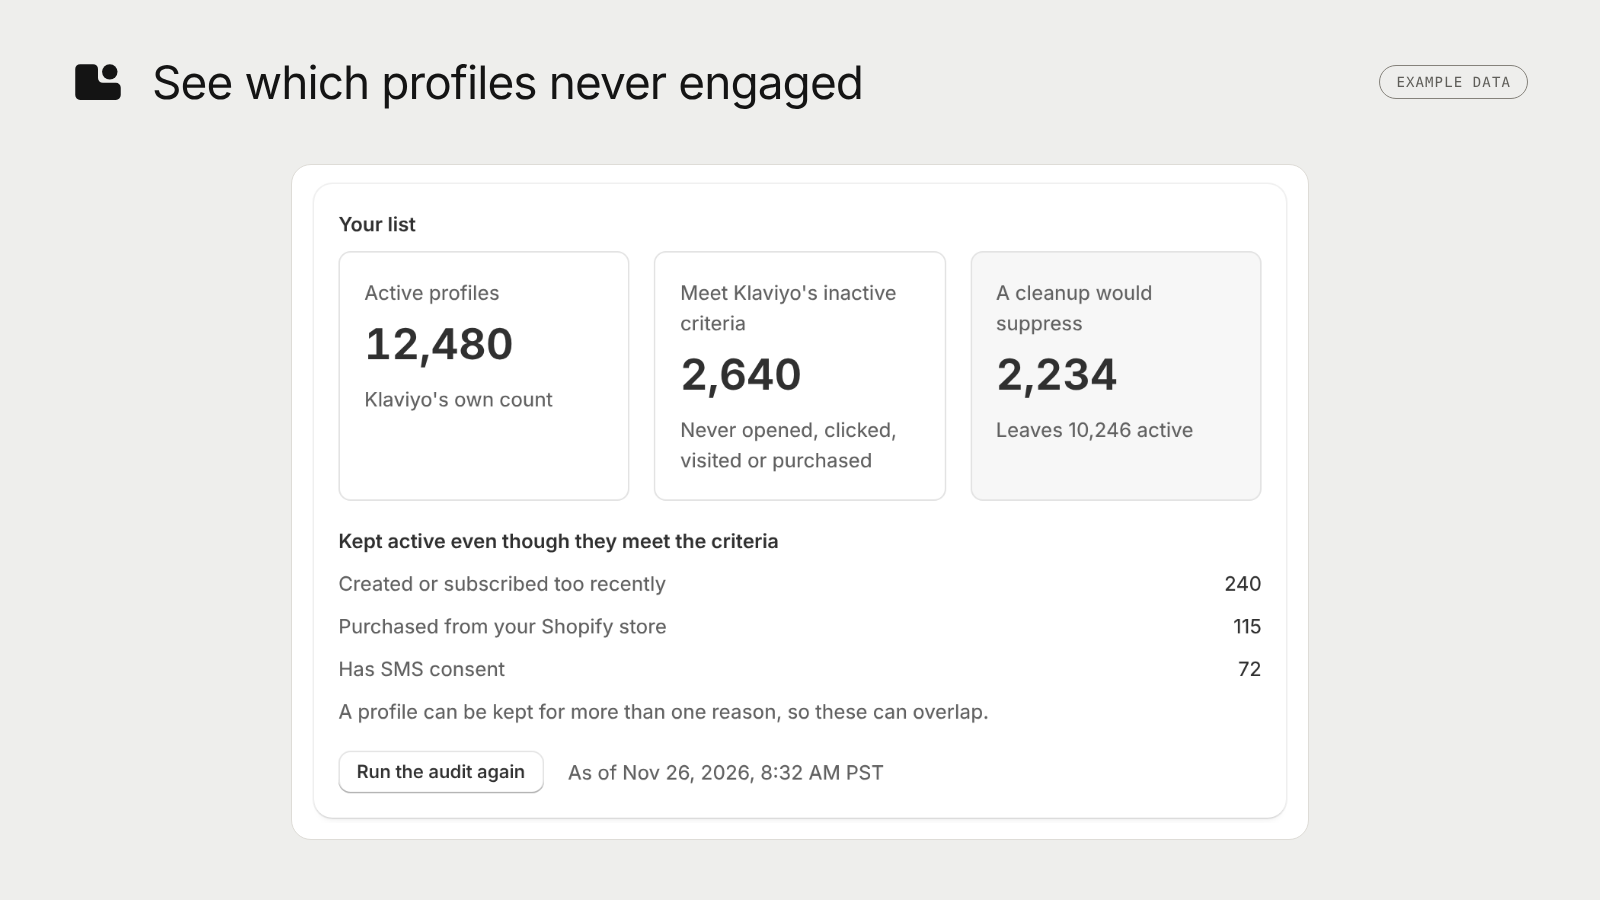 See which profiles never engaged
EXAMPLE DATA
Your list
Active profiles
12,480
Klaviyo's own count
Meet Klaviyo's inactive
criteria
2,640
Never opened, clicked,
visited or purchased
A cleanup would
suppress
2,234
Leaves 10,246 active
Kept active even though they meet the criteria
Created or subscribed too recently 240
Purchased from your Shopify store 115
Has SMS consent 72
A profile can be kept for more than one reason, so these can overlap.
Run the audit again As of Nov 26, 2026, 8:32 AM PST